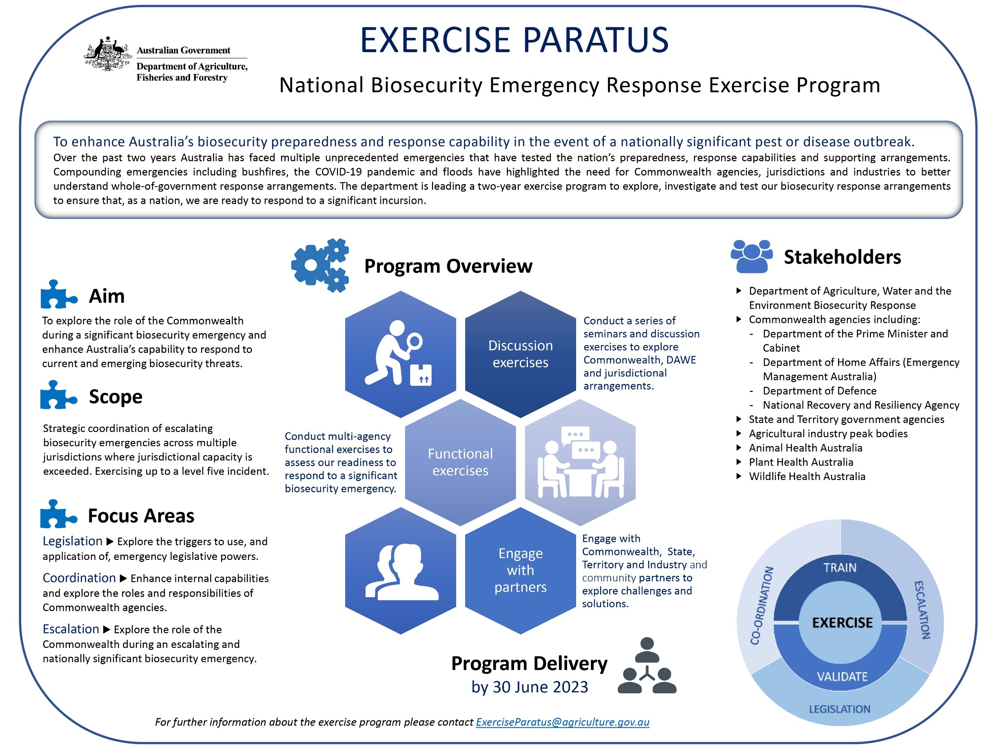 Australian Government
Department of Agriculture,
Fisheries and Forestry
EXERCISE PARATUS
National Biosecurity Emergency Response Exercise Program
To enhance Australia's biosecurity preparedness and response capability in the event of a nationally significant pest or disease outbreak.
Over the past two years Australia has faced multiple unprecedented emergencies that have tested the nation's preparedness, response capabilities and supporting arrangements.
Compounding emergencies including bushfires, the COVID-19 pandemic and floods have highlighted the need for Commonwealth agencies, jurisdictions and industries to better
understand whole-of-government response arrangements. The department is leading a two-year exercise program to explore, investigate and test our biosecurity response arrangements
to ensure that, as a nation, we are ready to respond to a significant incursion.
Aim
To explore the role of the Commonwealth
during a significant biosecurity emergency and
enhance Australia's capability to respond to
current and emerging biosecurity threats.
Scope
Strategic coordination of escalating
biosecurity emergencies across multiple
jurisdictions where jurisdictional capacity is
exceeded. Exercising up to a level five incident.
Focus Areas
Legislation ▶ Explore the triggers to use, and
application of, emergency legislative powers.
Coordination ▶ Enhance internal capabilities
and explore the roles and responsibilities of
Commonwealth agencies.
Escalation ▶ Explore the role of the
Commonwealth during an escalating and
nationally significant biosecurity emergency.
Program Overview
Discussion
exercises
Conduct a series of
seminars and discussion
exercises to explore
Commonwealth, DAWE
and jurisdictional
arrangements.
Conduct multi-agency
functional exercises to
assess our readiness to
respond to a significant
biosecurity emergency.
Functional
exercises
Engage
with
partners
Engage with
Commonwealth, State,
Territory and Industry and
community partners to
explore challenges and
solutions.
Program Delivery
by 30 June 2023
Stakeholders
▶ Department of Agriculture, Water and the
Environment Biosecurity Response
▶ Commonwealth agencies including:
- Department of the Prime Minister and
Cabinet
- Department of Home Affairs (Emergency
Management Australia)
- Department of Defence
- National Recovery and Resiliency Agency
▶ State and Territory government agencies
▶ Agricultural industry peak bodies
▶ Animal Health Australia
▶ Plant Health Australia
▶ Wildlife Health Australia
CO-ORDINATION
TRAIN
ESCALATION
EXERCISE
VALIDATE
LEGISLATION
For further information about the exercise program please contact ExerciseParatus@agriculture.gov.au